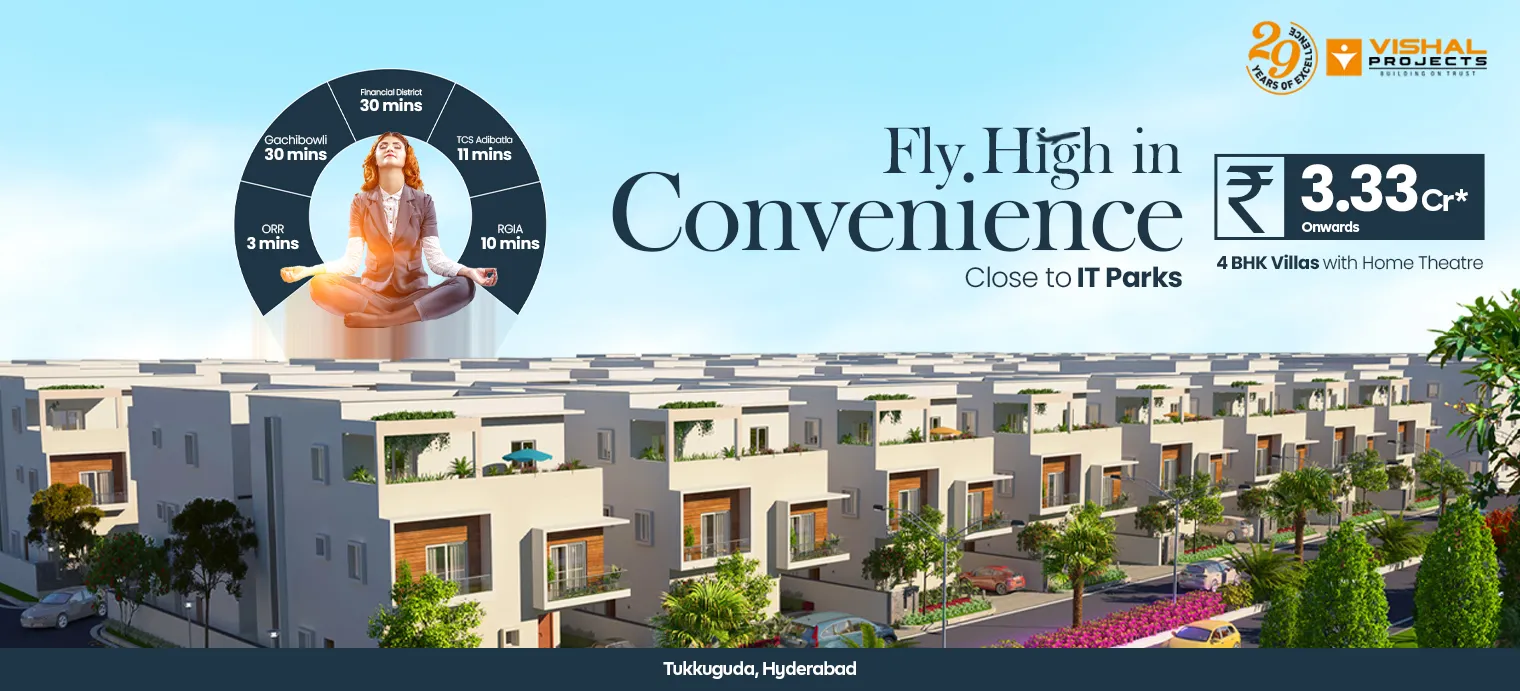 29
YEARS OF EXCELLENCE
VISHAL
PROJECTS
BUILDING ON TRUST
Financial District
30 mins
Gachibowli
30 mins
TCS Adibatla
11 mins
ORR
3 mins
RGIA
10 mins
Fly High in
Convenience
Close to IT Parks
₹ 3.33 Cr*
Onwards
4 BHK Villas with Home Theatre
Tukkuguda, Hyderabad